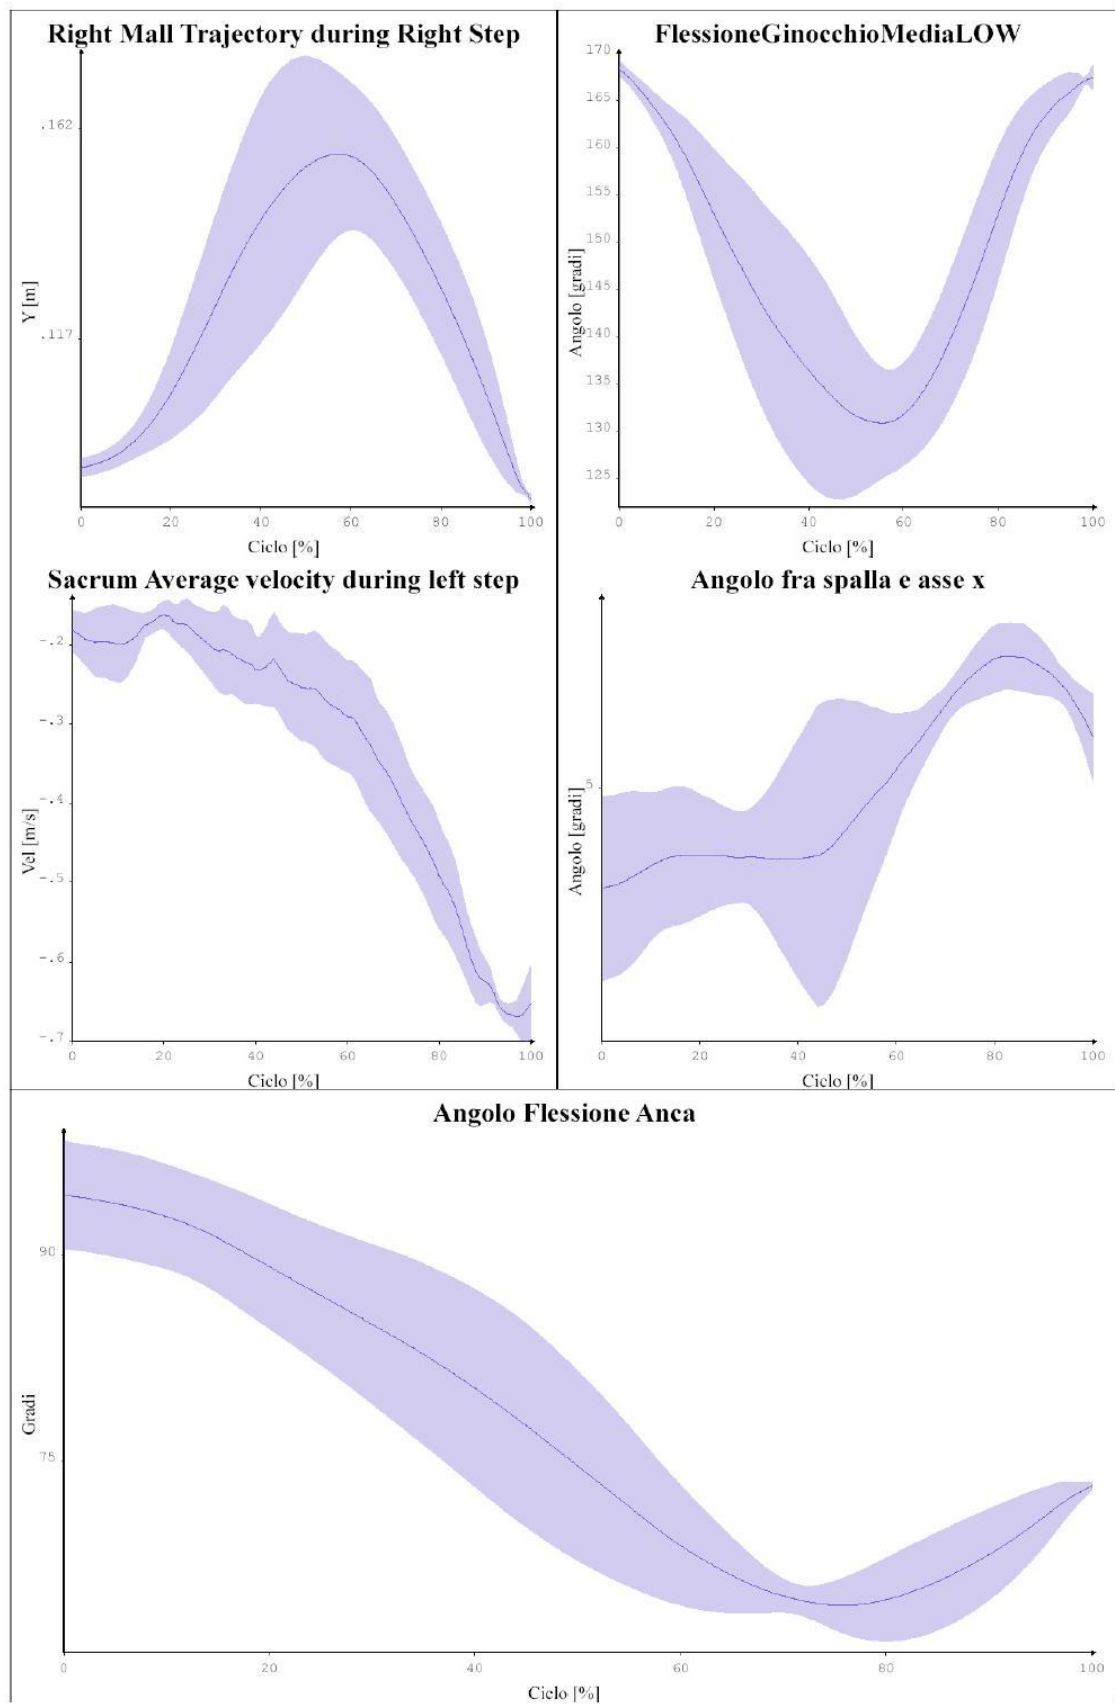 Right Mall Trajectory during Right Step
.162
.117
Y [m]
0 20 40 60 80 100
Ciclo [%]
FlessioneGinocchioMediaLOW
170
165
160
155
150
145
140
135
130
125
Angolo [gradi]
0 20 40 60 80 100
Ciclo [%]
Sacrum Average velocity during left step
-.2
-.3
-.4
-.5
-.6
-.7
Vel [m/s]
0 20 40 60 80 100
Ciclo [%]
Angolo fra spalla e asse x
5
Angolo [gradi]
0 20 40 60 80 100
Ciclo [%]
Angolo Flessione Anca
90
75
Gradi
0 20 40 60 80 100
Ciclo [%]